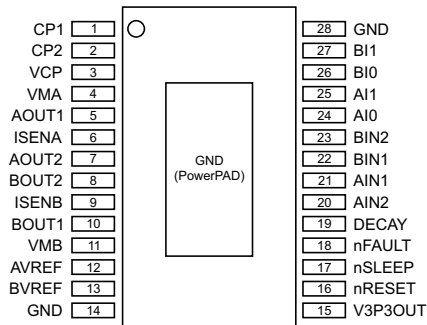 CP1 1 28 GND
CP2 2 27 BI1
VCP 3 26 BI0
VMA 4 25 AI1
AOUT1 5 24 AI0
ISENA 6 23 BIN2
AOUT2 7 22 BIN1
BOUT2 8 21 AIN1
ISENB 9 20 AIN2
BOUT1 10 19 DECAY
VMB 11 18 nFAULT
AVREF 12 17 nSLEEP
BVREF 13 16 nRESET
GND 14 15 V3P3OUT
GND
(PowerPAD)